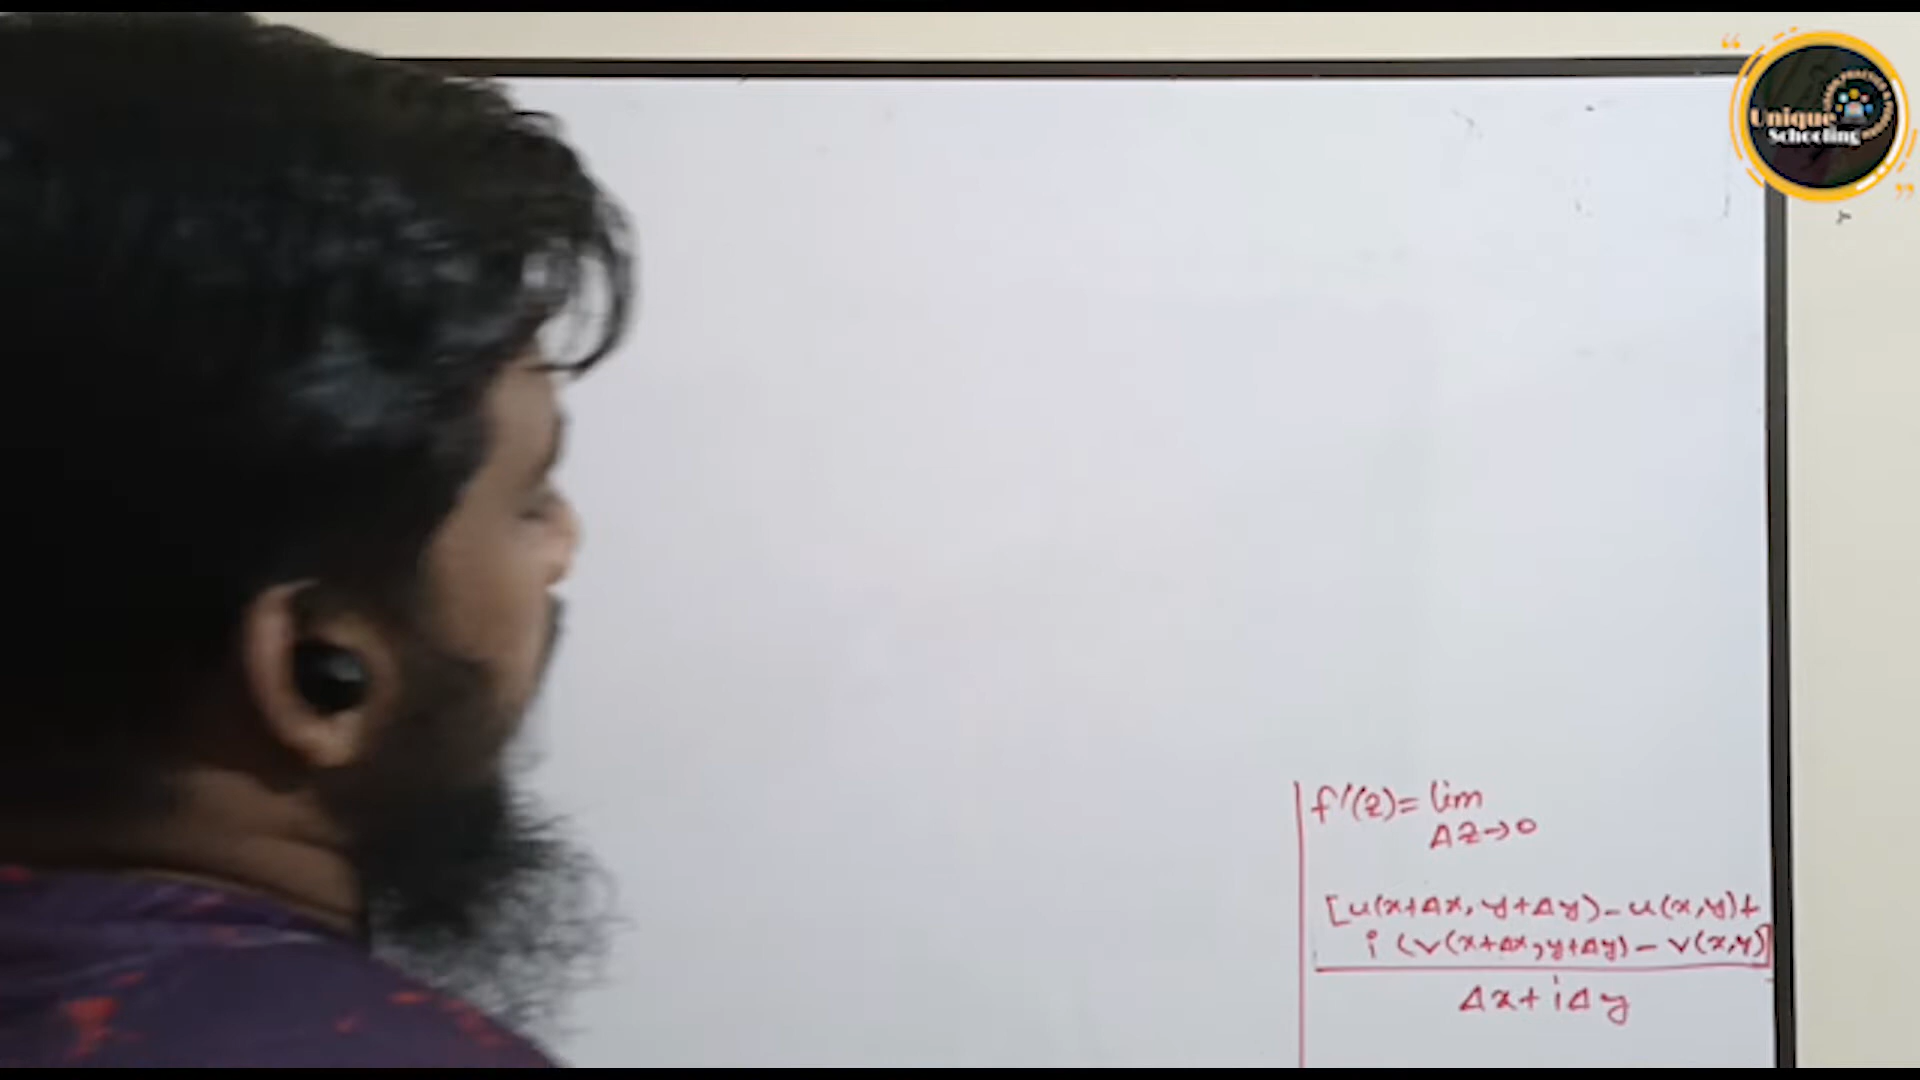 Unique
Schooling
f'(z) = lim
Δz→0
[u(x+Δx, y+Δy) - u(x,y) +
i (v(x+Δx, y+Δy) - v(x,y)]
Δx + iΔy